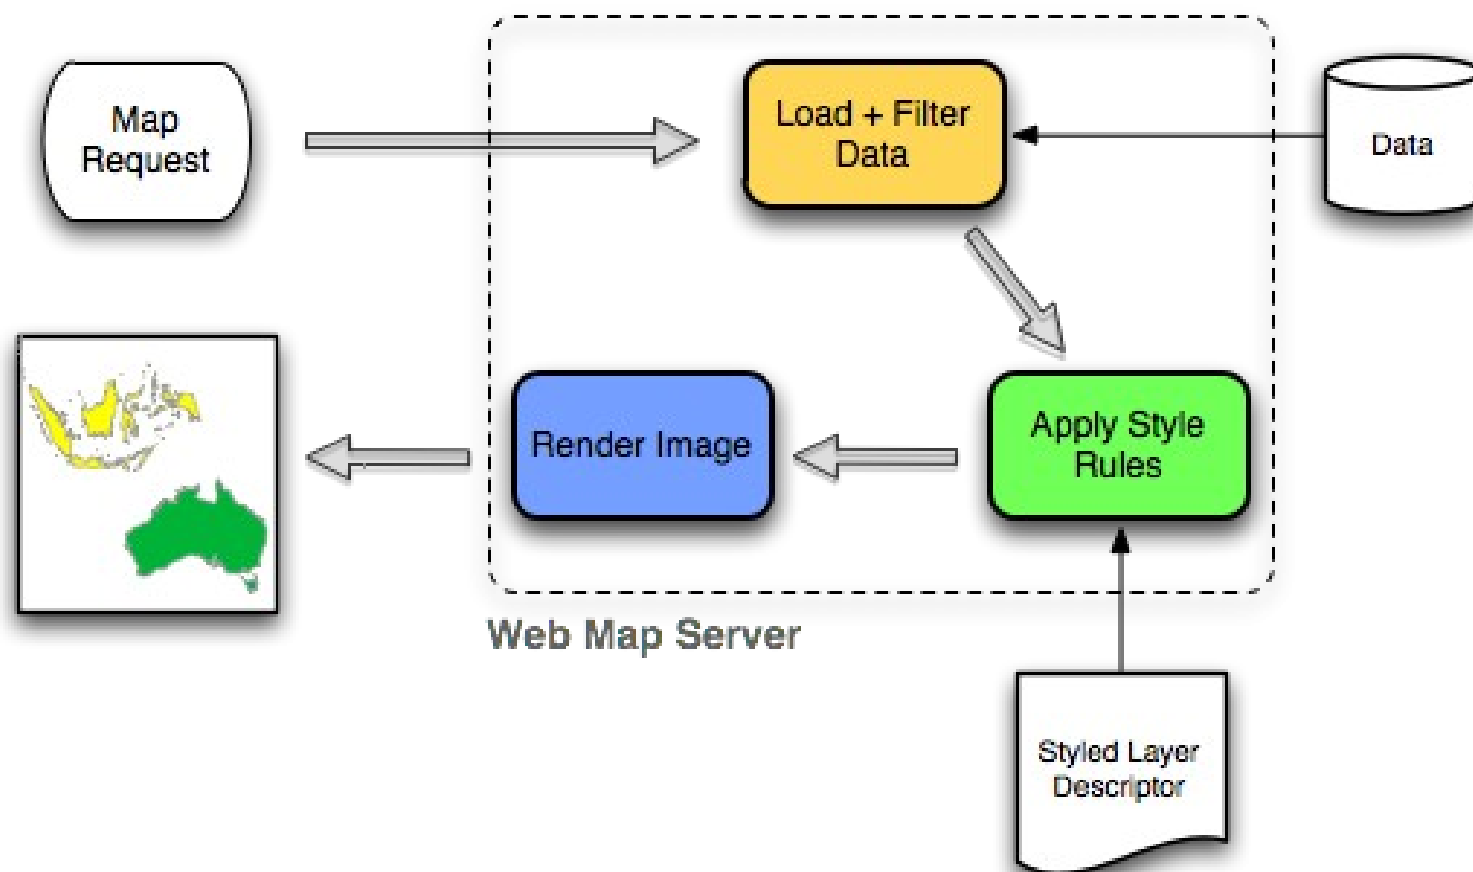 Map
Request
Load + Filter
Data
Data
Render Image
Apply Style
Rules
Web Map Server
Styled Layer
Descriptor